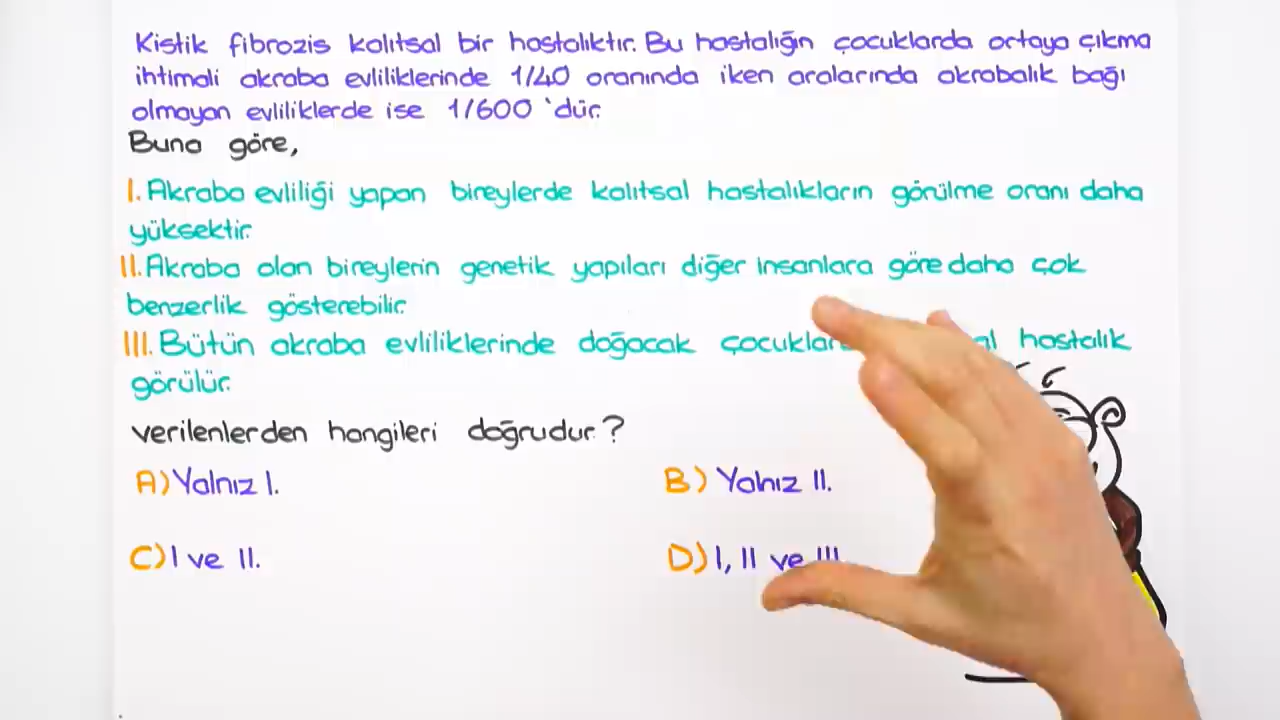 Kistik fibrozis kalıtsal bir hastalıktır. Bu hastalığın çocuklarda ortaya çıkma
ihtimali akraba evliliklerinde 1/40 oranında iken aralarında akrabalık bağı
olmayan evliliklerde ise 1/600 'dür.
Buna göre,
I. Akraba evliliği yapan bireylerde kalıtsal hastalıkların görülme oranı daha
yüksektir.
II. Akraba olan bireylerin genetik yapıları diğer insanlara göre daha çok
benzerlik gösterebilir.
III. Bütün akraba evliliklerinde doğacak hastalık
görülür.
verilenlerden hangileri doğrudur?
A) Yalnız I. B) Yalnız II.
C) I ve II. D) I, II ve III